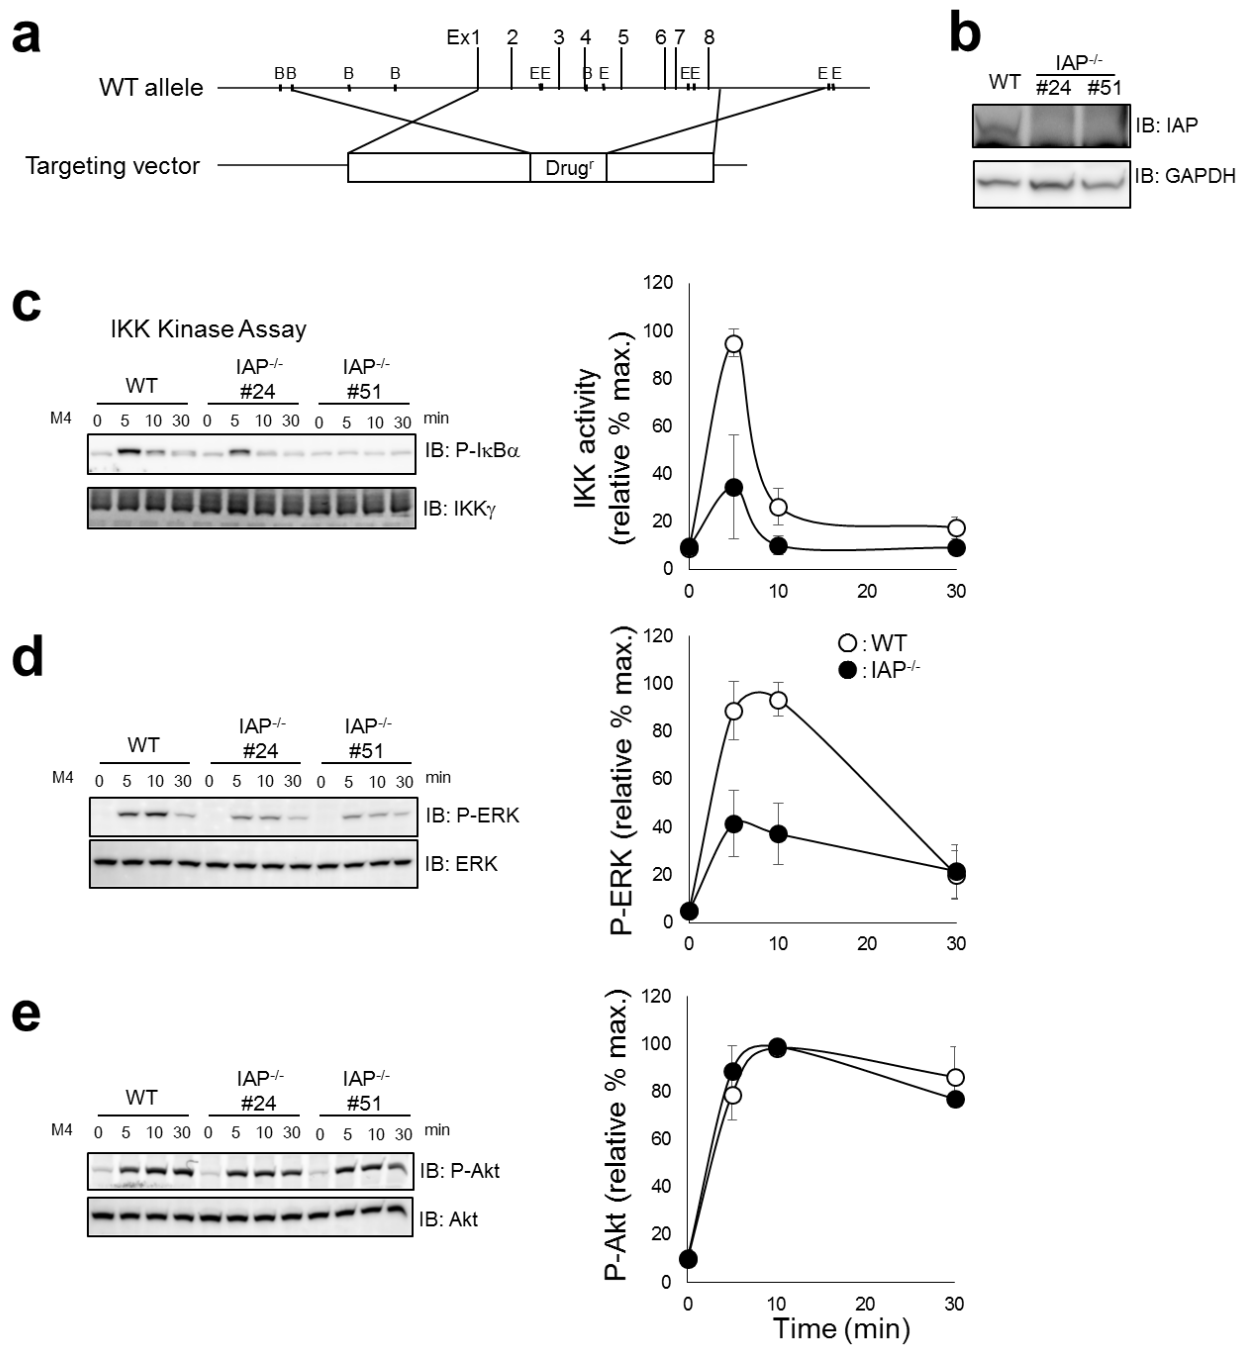 a
Ex1 2 3 4 5 6 7 8
B B B B EE B E EE E E
WT allele
Targeting vector
Drugʳ
b
IAP⁻/⁻
WT #24 #51
IB: IAP
IB: GAPDH
c
IKK Kinase Assay
WT
IAP⁻/⁻
#24
IAP⁻/⁻
#51
M4 0 5 10 30 0 5 10 30 0 5 10 30 min
IB: P-IκBα
IB: IKKγ
IKK activity
(relative % max.)
120
100
80
60
40
20
0
0 10 20 30
d
WT
IAP⁻/⁻
#24
IAP⁻/⁻
#51
M4 0 5 10 30 0 5 10 30 0 5 10 30 min
IB: P-ERK
IB: ERK
P-ERK (relative % max.)
120
100
80
60
40
20
0
0 10 20 30
: WT
: IAP⁻/⁻
e
WT
IAP⁻/⁻
#24
IAP⁻/⁻
#51
M4 0 5 10 30 0 5 10 30 0 5 10 30 min
IB: P-Akt
IB: Akt
P-Akt (relative % max.)
120
100
80
60
40
20
0
0 10 20 30
Time (min)